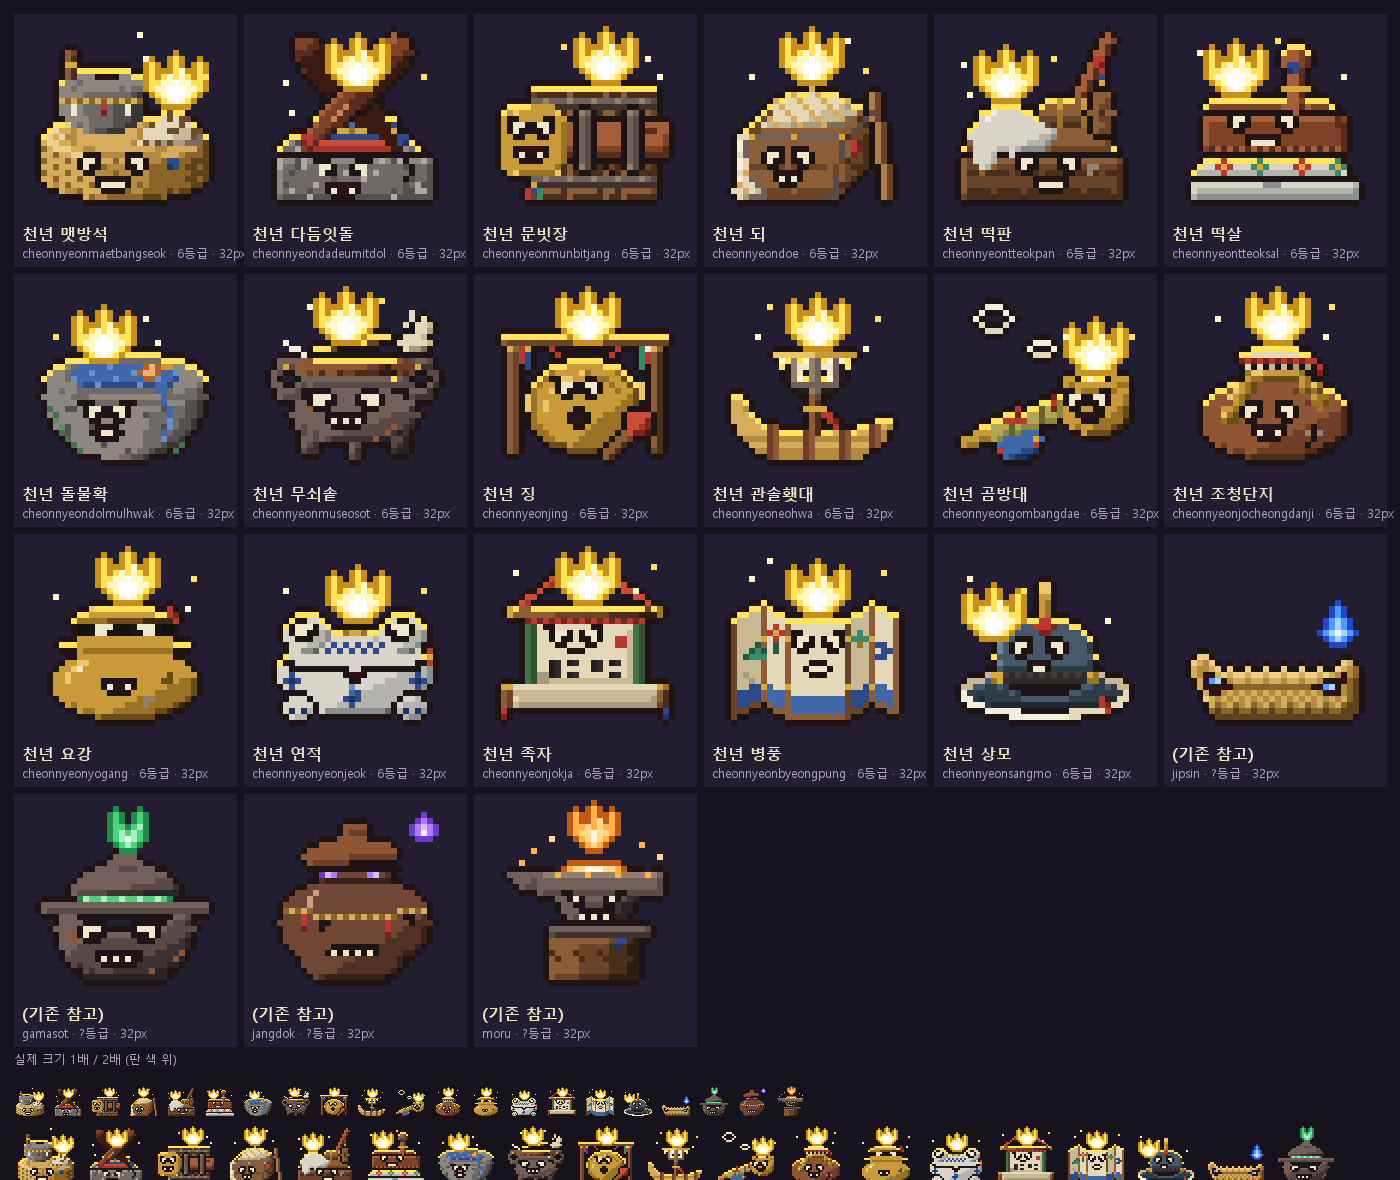 천년 맷방석
cheonnyeonmaetbangseok · 6등급 · 32px
천년 다듬잇돌
cheonnyeondadeumitdol · 6등급 · 32px
천년 문빗장
cheonnyeonmunbitjang · 6등급 · 32px
천년 되
cheonnyeondoe · 6등급 · 32px
천년 떡판
cheonnyeontteokpan · 6등급 · 32px
천년 떡살
cheonnyeontteoksal · 6등급 · 32px
천년 돌물확
cheonnyeondolmulhwak · 6등급 · 32px
천년 무쇠솥
cheonnyeonmuseosot · 6등급 · 32px
천년 징
cheonnyeonjing · 6등급 · 32px
천년 관솔횃대
cheonnyeoneohwa · 6등급 · 32px
천년 곰방대
cheonnyeongombangdae · 6등급 · 32px
천년 조청단지
cheonnyeonjocheongdanji · 6등급 · 32px
천년 요강
cheonnyeonyogang · 6등급 · 32px
천년 연적
cheonnyeonyeonjeok · 6등급 · 32px
천년 족자
cheonnyeonjokja · 6등급 · 32px
천년 병풍
cheonnyeonbyeongpung · 6등급 · 32px
천년 상모
cheonnyeonsangmo · 6등급 · 32px
(기존 참고)
jipsin · ?등급 · 32px
(기존 참고)
gamasot · ?등급 · 32px
(기존 참고)
jangdok · ?등급 · 32px
(기존 참고)
moru · ?등급 · 32px
실제 크기 1배 / 2배 (판 색 위)